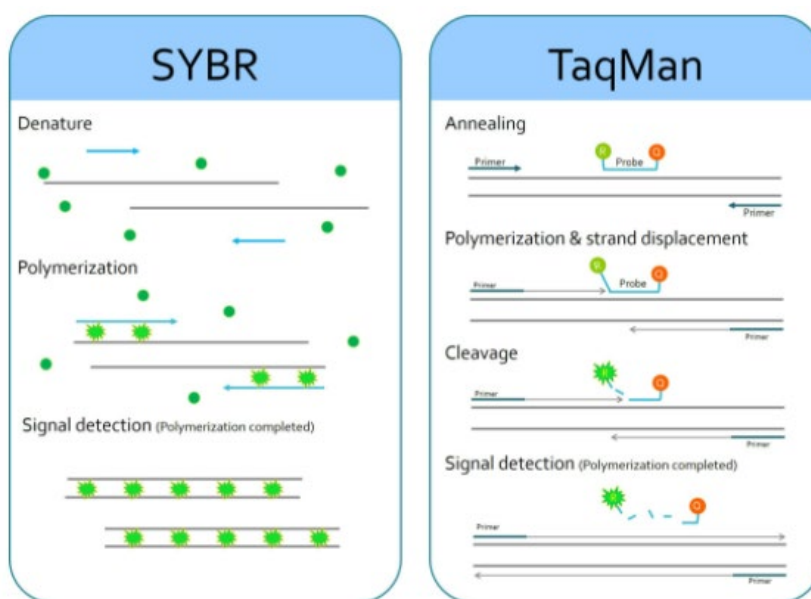 SYBR
Denature
Polymerization
Signal detection (Polymerization completed)
TaqMan
Annealing
R
Q
Primer
Probe
Primer
Polymerization & strand displacement
R
Q
Primer
Probe
Primer
Cleavage
R
Q
Primer
Primer
Signal detection (Polymerization completed)
R
Q
Primer
Primer